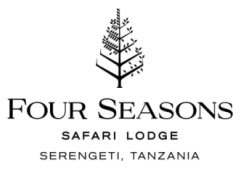 FOUR SEASONS
SAFARI LODGE
SERENGETI, TANZANIA